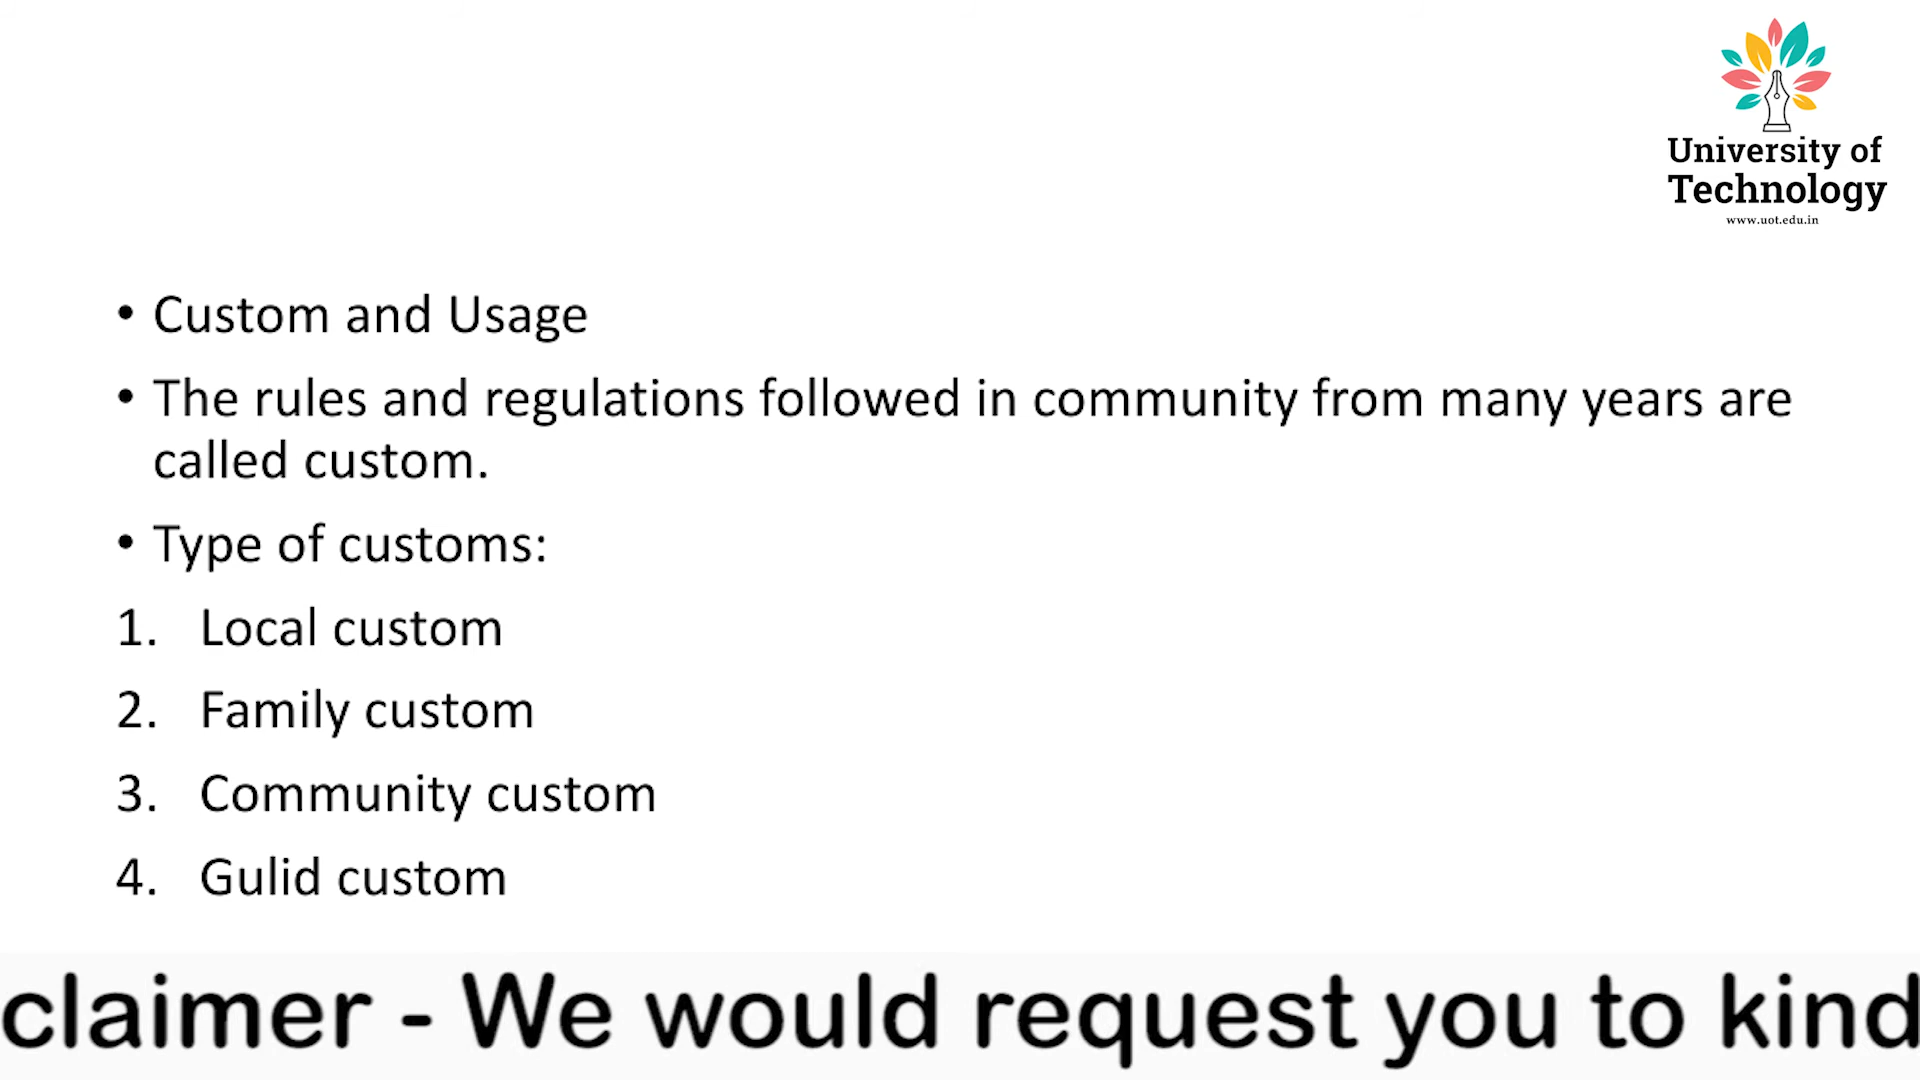 University of
Technology
www.uot.edu.in
• Custom and Usage
• The rules and regulations followed in community from many years are
called custom.
• Type of customs:
1. Local custom
2. Family custom
3. Community custom
4. Gulid custom
claimer - We would request you to kind